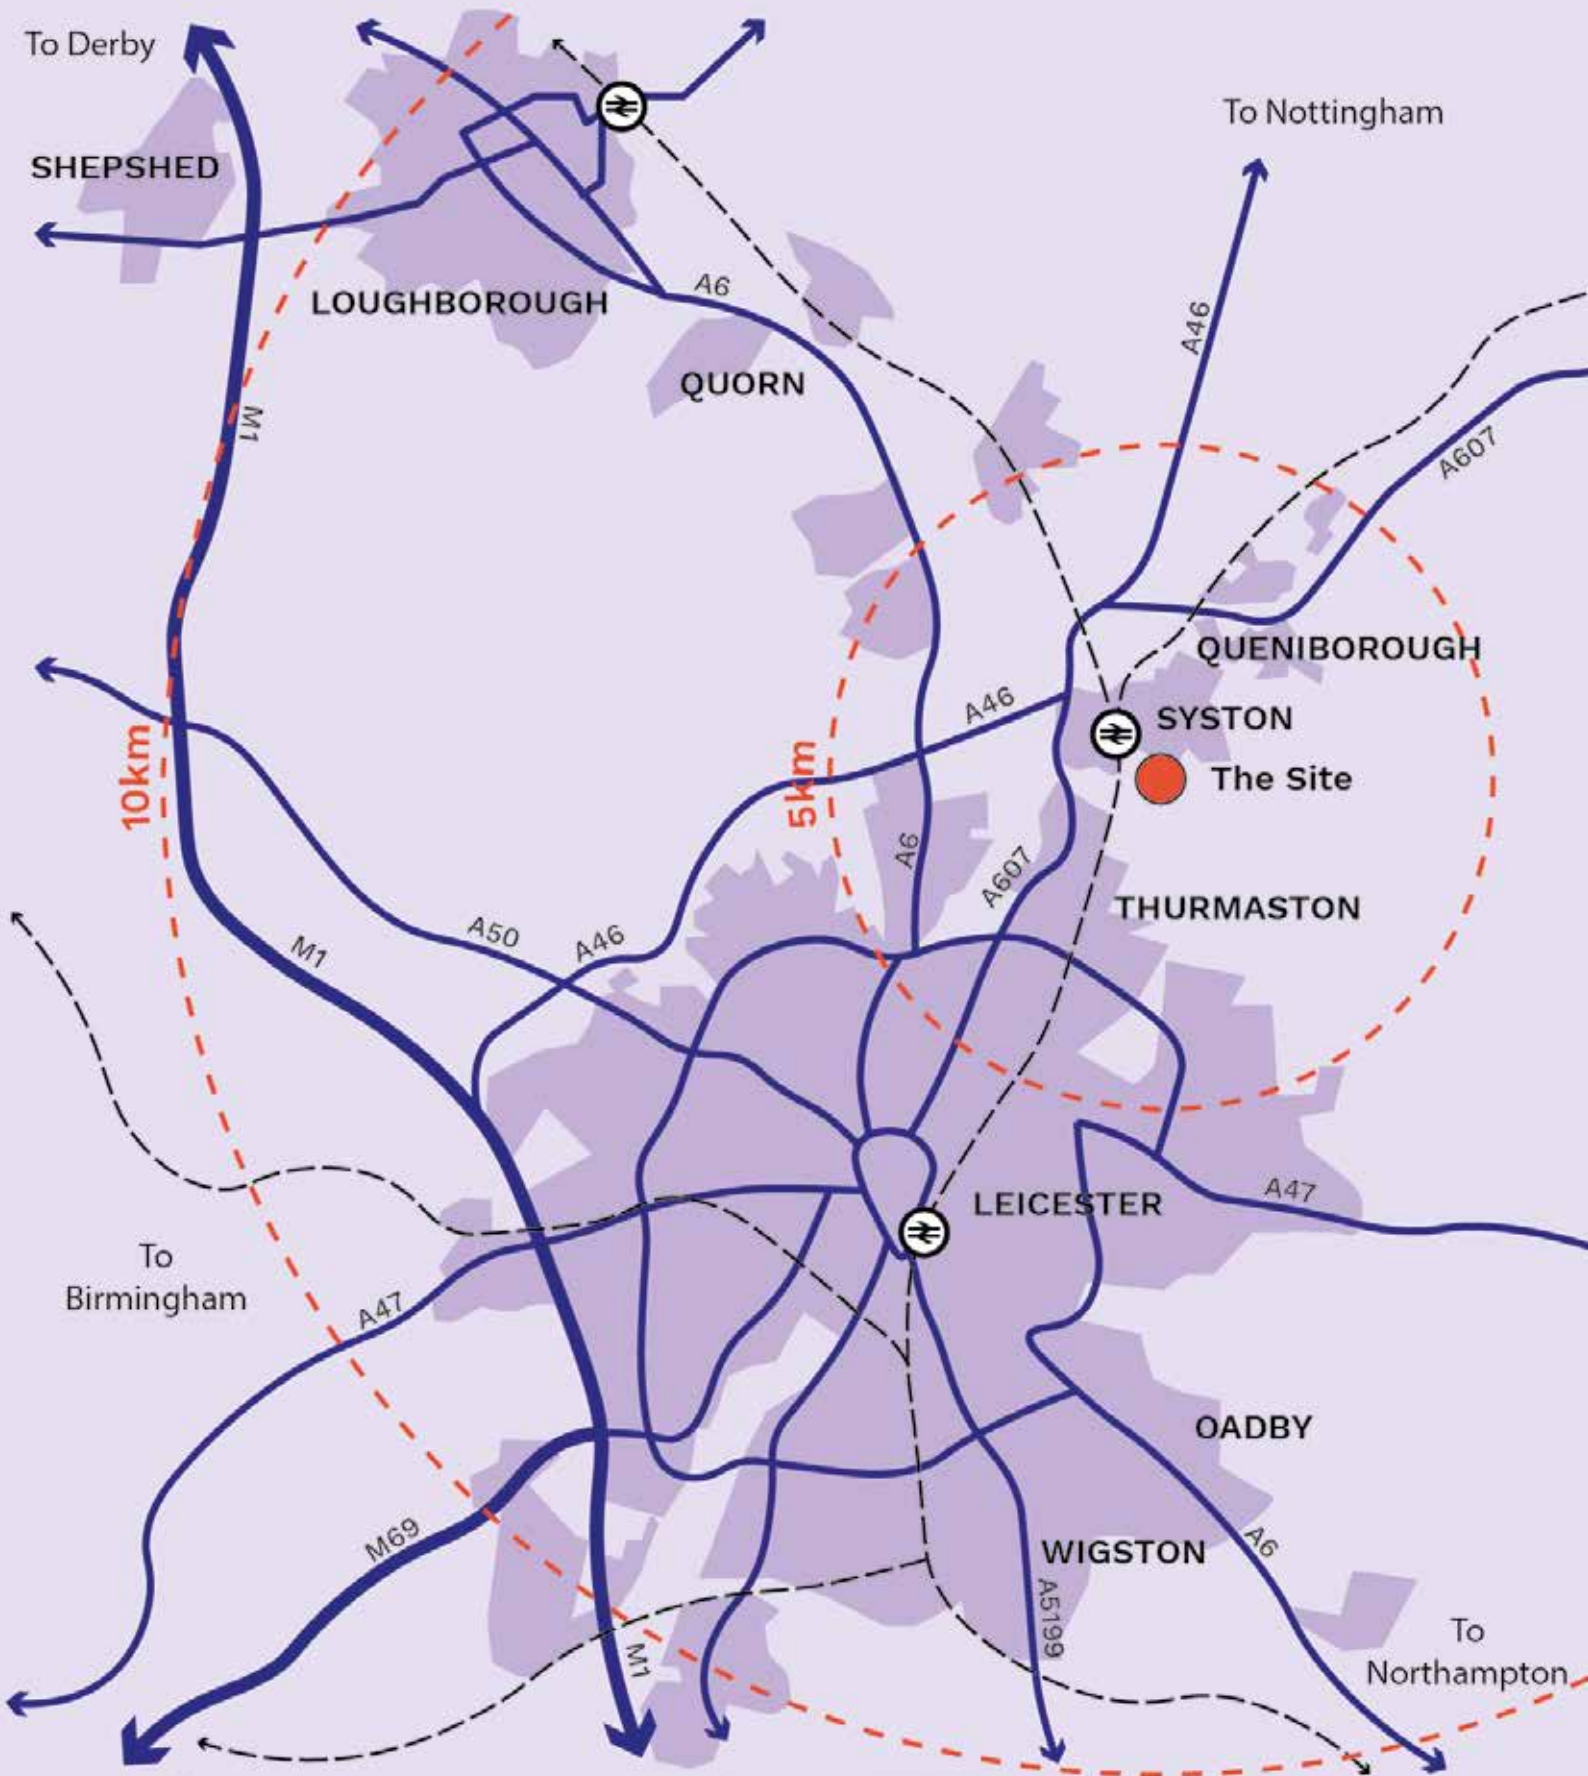 To Derby
To Nottingham
SHEPSHED
LOUGHBOROUGH
A6
A46
QUORN
M1
A607
QUENIBOROUGH
A46
SYSTON
10km
5km
The Site
A6
A607
THURMASTON
A50
A46
M1
LEICESTER
A47
To
Birmingham
A47
OADBY
M69
WIGSTON
A6
A5199
M1
To
Northampton